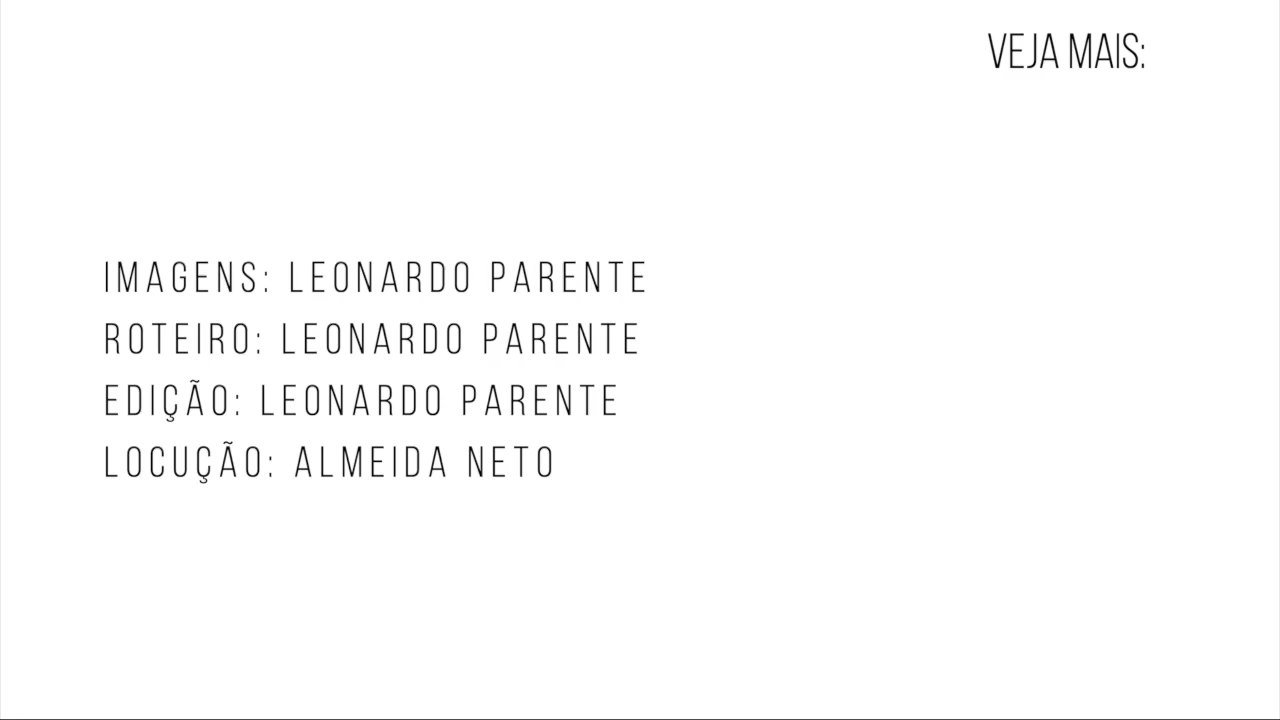 VEJA MAIS:
IMAGENS: LEONARDO PARENTE
ROTEIRO: LEONARDO PARENTE
EDIÇÃO: LEONARDO PARENTE
LOCUÇÃO: ALMEIDA NETO